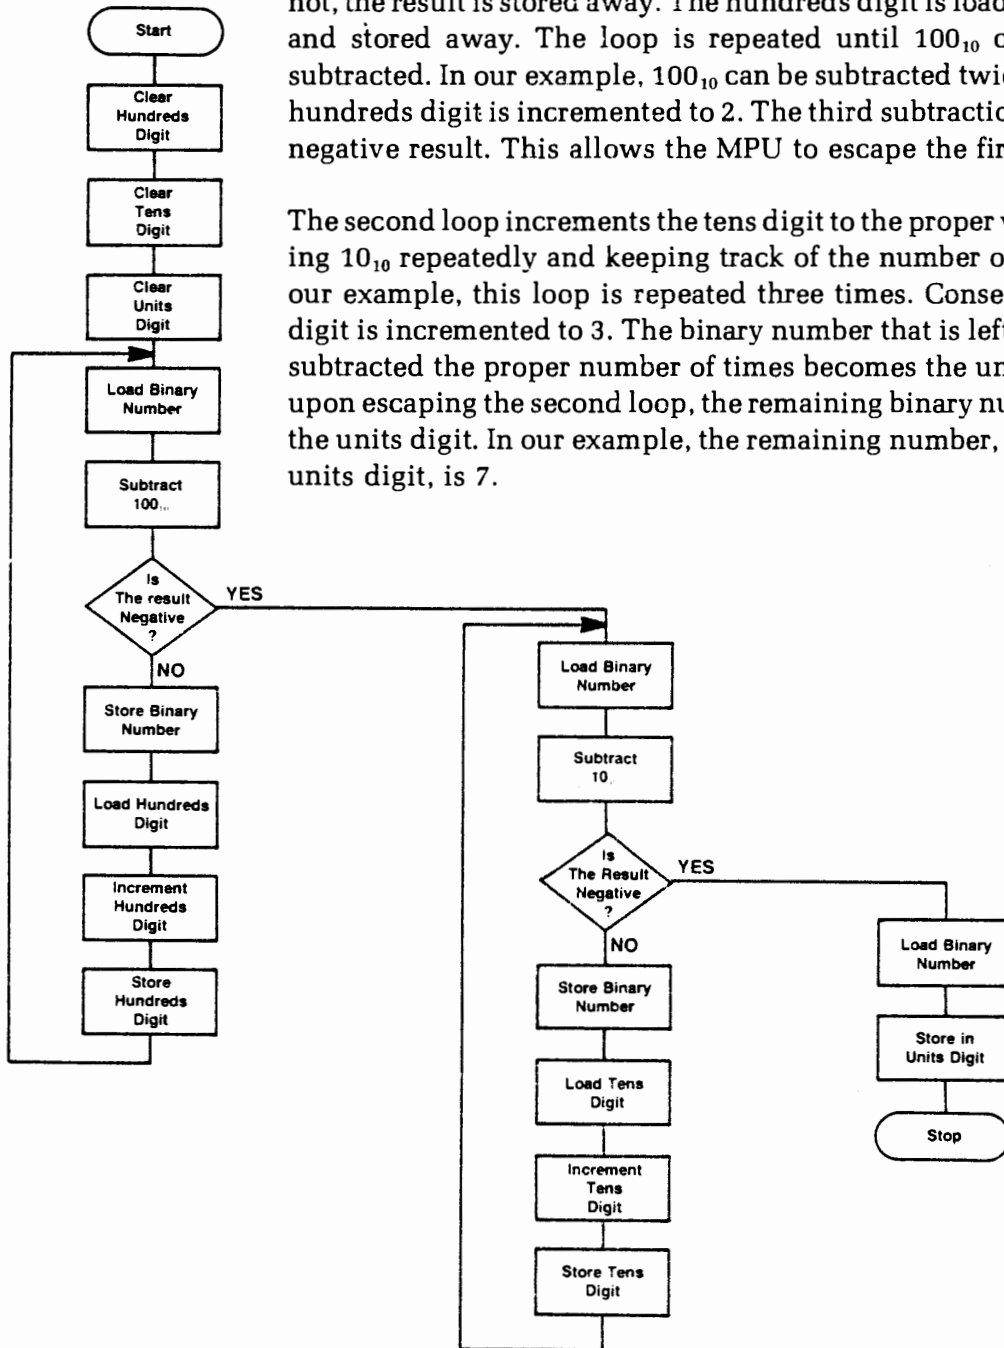 not, the result is stored away. The hundreds digit is load
and stored away. The loop is repeated until 100₁₀ c
subtracted. In our example, 100₁₀ can be subtracted twic
hundreds digit is incremented to 2. The third subtractio
negative result. This allows the MPU to escape the fir
The second loop increments the tens digit to the proper v
ing 10₁₀ repeatedly and keeping track of the number o
our example, this loop is repeated three times. Conse
digit is incremented to 3. The binary number that is left
subtracted the proper number of times becomes the un
upon escaping the second loop, the remaining binary nu
the units digit. In our example, the remaining number,
units digit, is 7.
Start
Clear
Hundreds
Digit
Clear
Tens
Digit
Clear
Units
Digit
Load Binary
Number
Subtract
100
Is
The result
Negative
?
YES
NO
Store Binary
Number
Load Hundreds
Digit
Increment
Hundreds
Digit
Store
Hundreds
Digit
Load Binary
Number
Subtract
10
Is
The Result
Negative
?
YES
NO
Store Binary
Number
Load Tens
Digit
Increment
Tens
Digit
Store Tens
Digit
Load Binary
Number
Store in
Units Digit
Stop